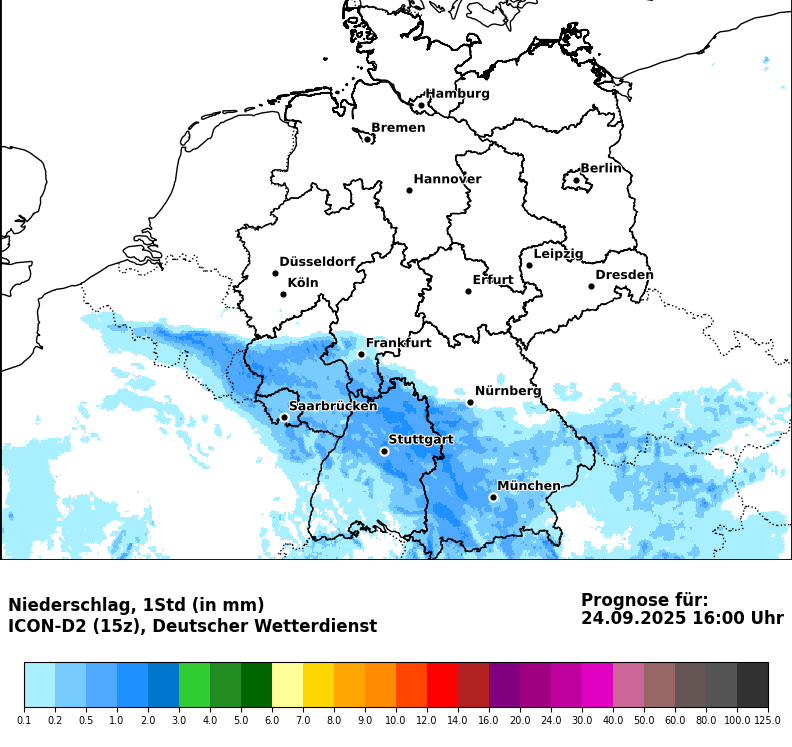 Hamburg
Bremen
Berlin
Hannover
Leipzig
Düsseldorf
Dresden
Köln
Erfurt
Frankfurt
Nürnberg
Saarbrücken
Stuttgart
München
Niederschlag, 1Std (in mm)
ICON-D2 (15z), Deutscher Wetterdienst
Prognose für:
24.09.2025 16:00 Uhr
0.1 0.2 0.5 1.0 2.0 3.0 4.0 5.0 6.0 7.0 8.0 9.0 10.0 12.0 14.0 16.0 20.0 24.0 30.0 40.0 50.0 60.0 80.0 100.0 125.0